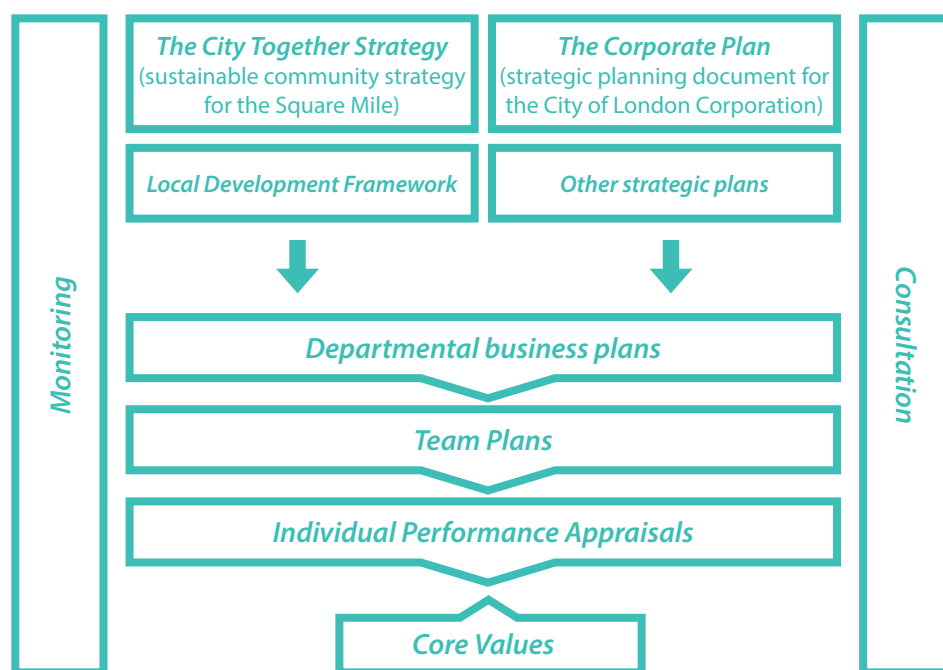 The City Together Strategy
(sustainable community strategy
for the Square Mile)
The Corporate Plan
(strategic planning document for
the City of London Corporation)
Local Development Framework
Other strategic plans
Monitoring
Consultation
Departmental business plans
Team Plans
Individual Performance Appraisals
Core Values